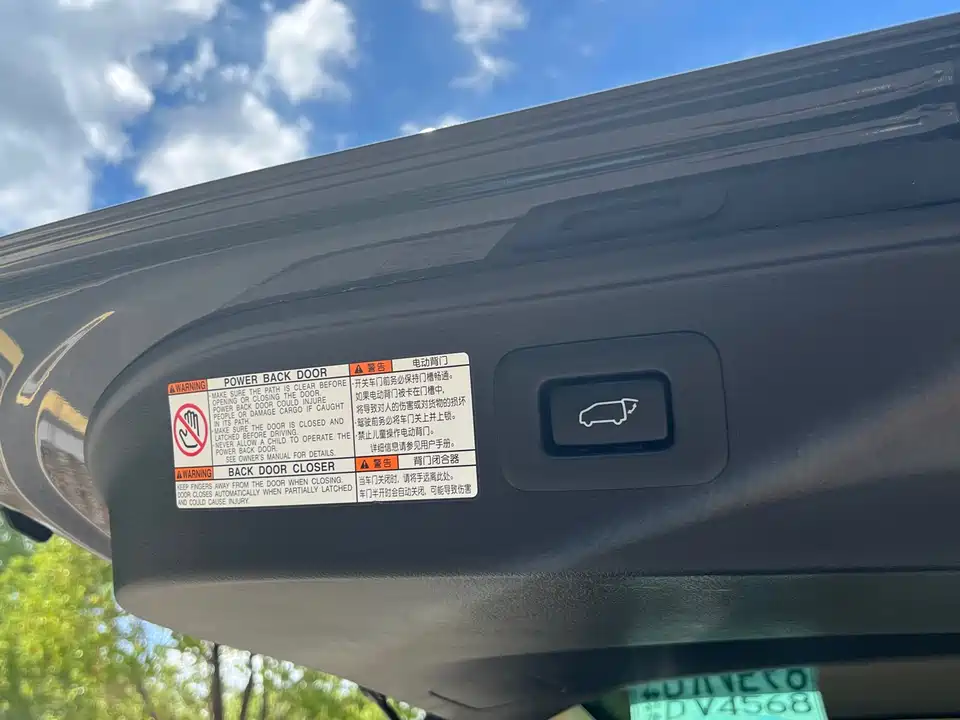 WARNING
POWER BACK DOOR
MAKE SURE THE PATH IS CLEAR BEFORE
OPENING OR CLOSING THE DOOR.
POWER BACK DOOR COULD INJURE
PEOPLE OR DAMAGE CARGO IF CAUGHT
IN ITS PATH.
·MAKE SURE THE DOOR IS CLOSED AND
LATCHED BEFORE DRIVING.
·NEVER ALLOW A CHILD TO OPERATE THE
POWER BACK DOOR.
SEE OWNER'S MANUAL FOR DETAILS.
警告
电动背门
·开关车门前务必保持门槽畅通。
如果电动背门被卡在门槽中,
将导致对人的伤害或对货物的损坏
·驾驶前务必将车门关上并上锁。
·禁止儿童操作电动背门。
详细信息请参见用户手册。
WARNING
BACK DOOR CLOSER
KEEP FINGERS AWAY FROM THE DOOR WHEN CLOSING.
DOOR CLOSES AUTOMATICALLY WHEN PARTIALLY LATCHED
AND COULD CAUSE INJURY.
警告
背门闭合器
当车门关闭时, 请将手远离此处。
车门半开时会自动关闭, 可能导致伤害
DV4568